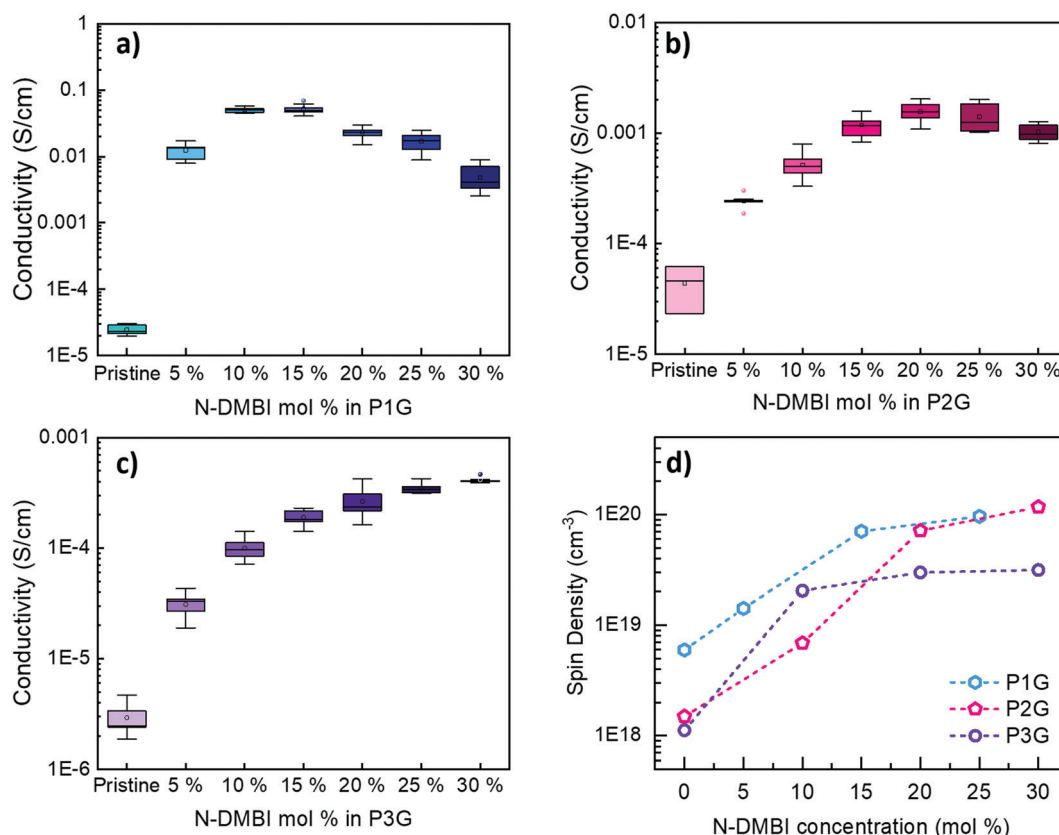 a)
Conductivity (S/cm)
1
0.1
0.01
0.001
1E-4
1E-5
Pristine 5 % 10 % 15 % 20 % 25 % 30 %
N-DMBI mol % in P1G
b)
Conductivity (S/cm)
0.01
0.001
1E-4
1E-5
Pristine 5 % 10 % 15 % 20 % 25 % 30 %
N-DMBI mol % in P2G
c)
Conductivity (S/cm)
0.001
1E-4
1E-5
1E-6
Pristine 5 % 10 % 15 % 20 % 25 % 30 %
N-DMBI mol % in P3G
d)
Spin Density (cm⁻³)
1E20
1E19
1E18
P1G
P2G
P3G
0 5 10 15 20 25 30
N-DMBI concentration (mol %)